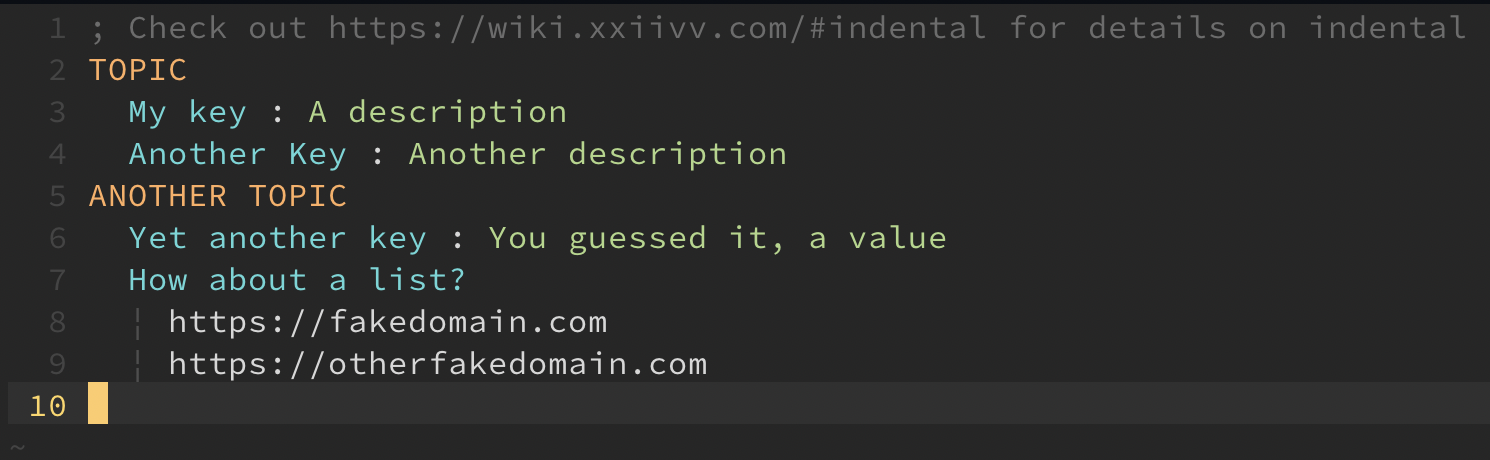 1 ; Check out https://wiki.xxiivv.com/#indental for details on indental
2 TOPIC
3   My key : A description
4   Another Key : Another description
5 ANOTHER TOPIC
6   Yet another key : You guessed it, a value
7   How about a list?
8   ¦ https://fakedomain.com
9   ¦ https://otherfakedomain.com
10
~